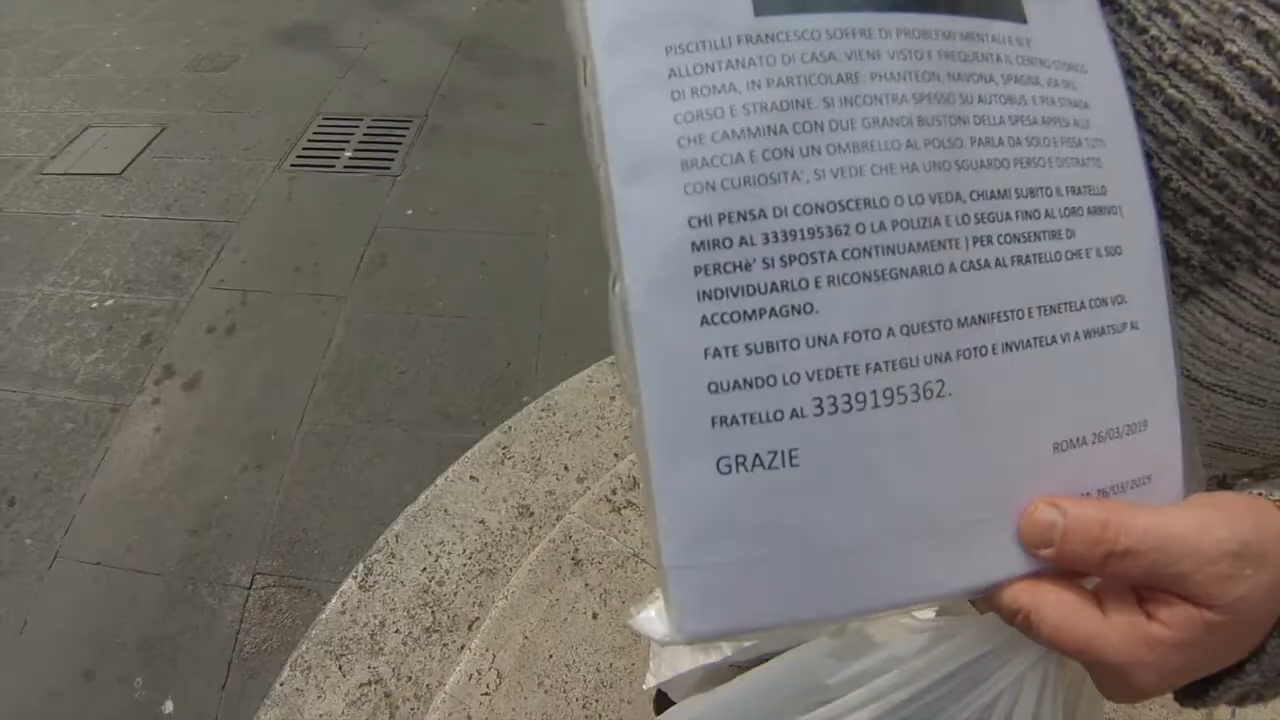 PISCITILLI FRANCESCO SOFFRE DI PROBLEMI MENTALI E SI E'
ALLONTANATO DI CASA. VIENE VISTO E FREQUENTA IL CENTRO STORICO
DI ROMA, IN PARTICOLARE: PHANTEON, NAVONA, SPAGNA, VIA DEL
CORSO E STRADINE. SI INCONTRA SPESSO SU AUTOBUS E PER STRADA
CHE CAMMINA CON DUE GRANDI BUSTONI DELLA SPESA APPESI ALLE
BRACCIA E CON UN OMBRELLO AL POLSO. PARLA DA SOLO E FISSA TUTTO
CON CURIOSITA', SI VEDE CHE HA UNO SGUARDO PERSO E DISTRATTO
CHI PENSA DI CONOSCERLO O LO VEDA, CHIAMI SUBITO IL FRATELLO
MIRO AL 3339195362 O LA POLIZIA E LO SEGUA FINO AL LORO ARRIVO (
PERCHè' SI SPOSTA CONTINUAMENTE ) PER CONSENTIRE DI
INDIVIDUARLO E RICONSEGNARLO A CASA AL FRATELLO CHE E' IL SUO
ACCOMPAGNO.
FATE SUBITO UNA FOTO A QUESTO MANIFESTO E TENETELA CON VOI.
QUANDO LO VEDETE FATEGLI UNA FOTO E INVIATELA VI A WHATSUP AL
FRATELLO AL 3339195362.
GRAZIE
ROMA 26/03/2019
26/03/2019